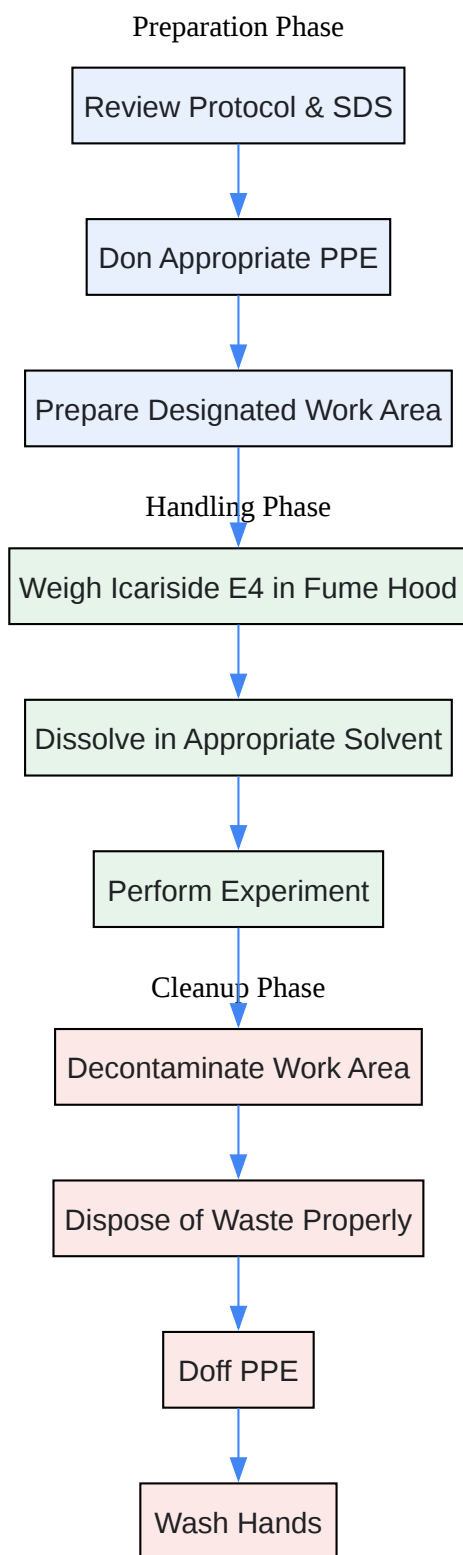 Preparation Phase
Review Protocol & SDS
Don Appropriate PPE
Prepare Designated Work Area
Handling Phase
Weigh Icariside E4 in Fume Hood
Dissolve in Appropriate Solvent
Perform Experiment
Cleanup Phase
Decontaminate Work Area
Dispose of Waste Properly
Doff PPE
Wash Hands